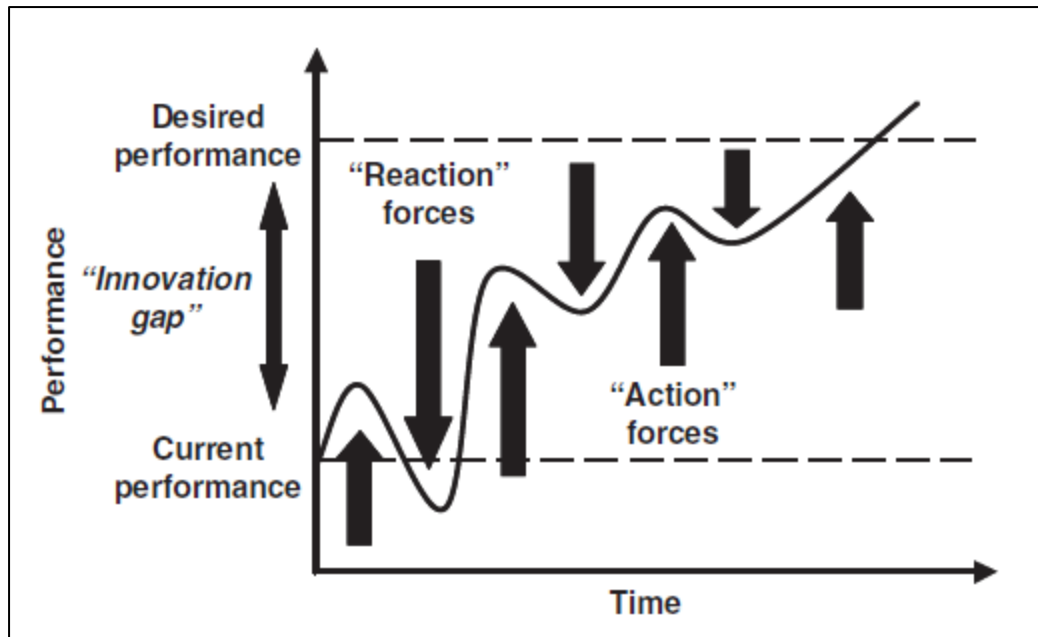 Desired
performance
“Reaction”
forces
“Innovation
gap”
Performance
“Action”
forces
Current
performance
Time